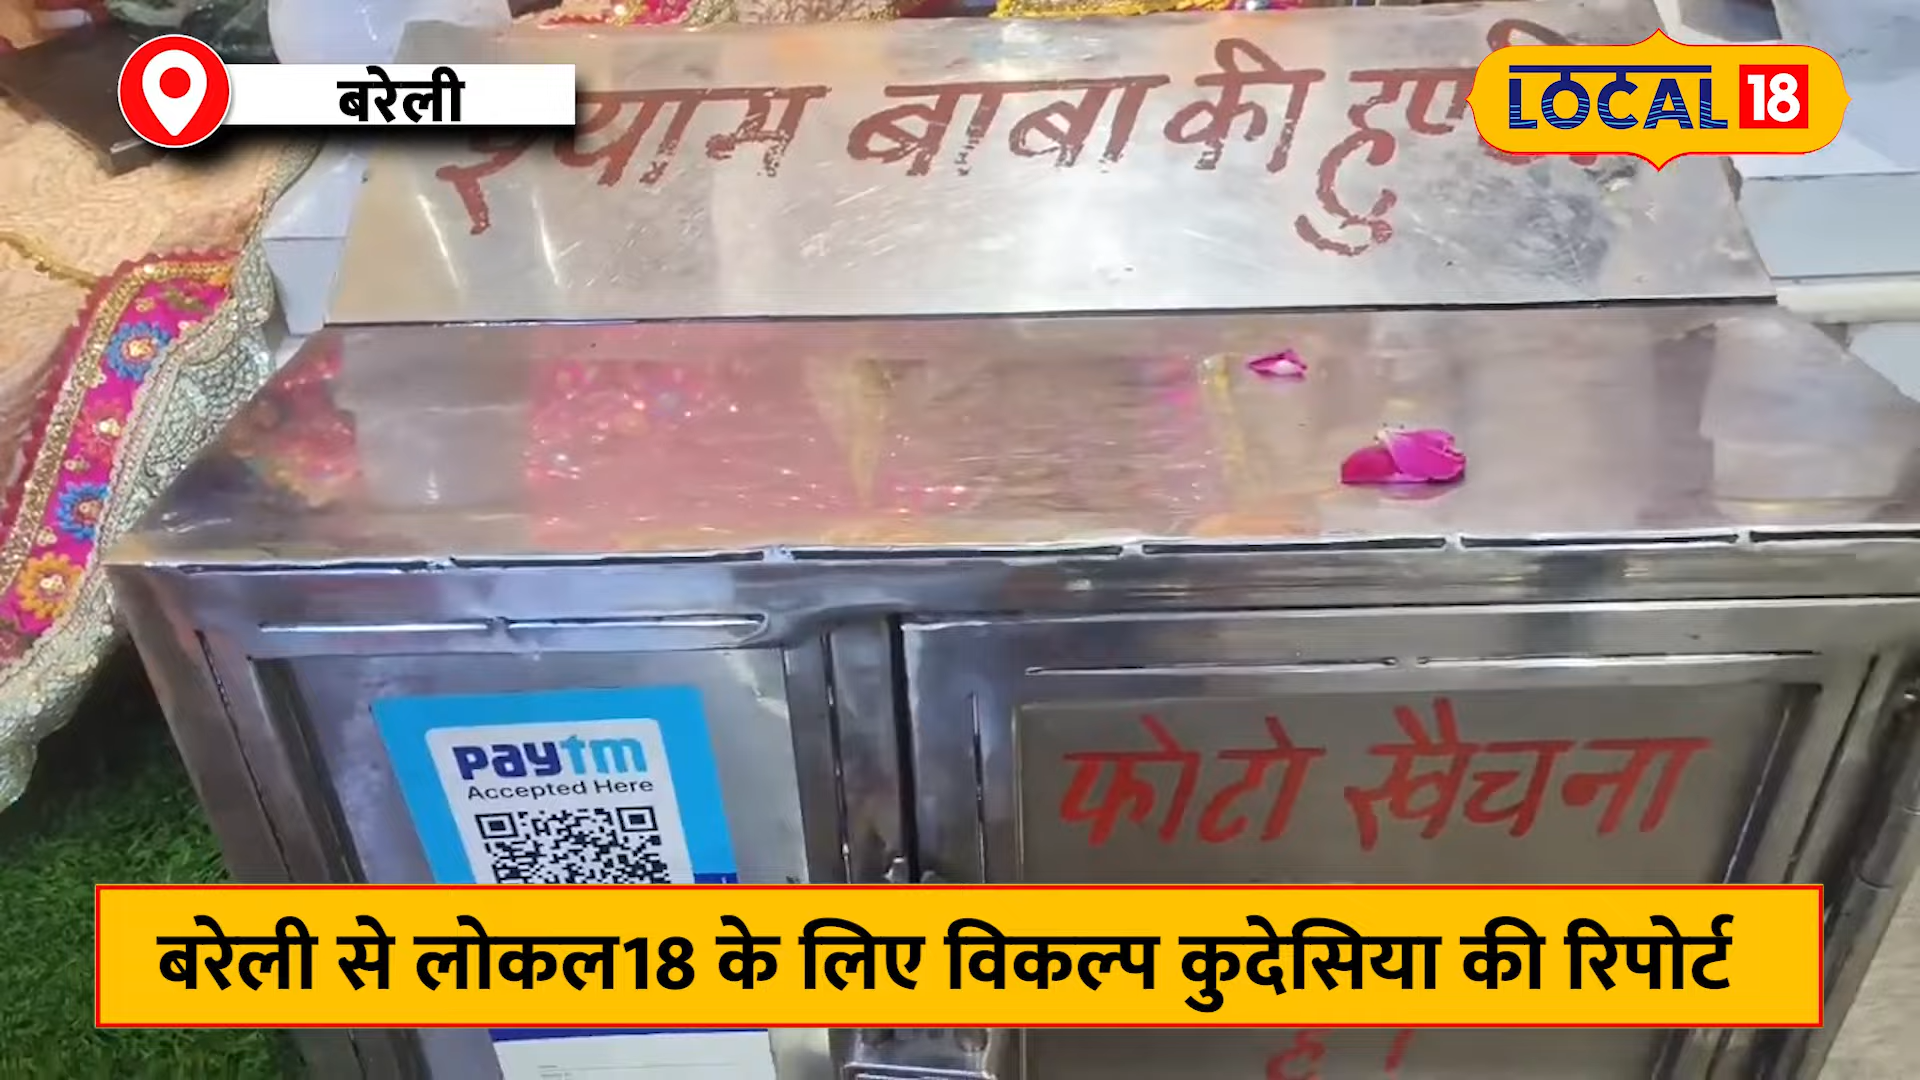 बरेली
LOCAL 18
श्याम बाबा की
paytm
Accepted Here
फोटो खैचना
बरेली से लोकल18 के लिए विकल्प कुदेसिया की रिपोर्ट
है।